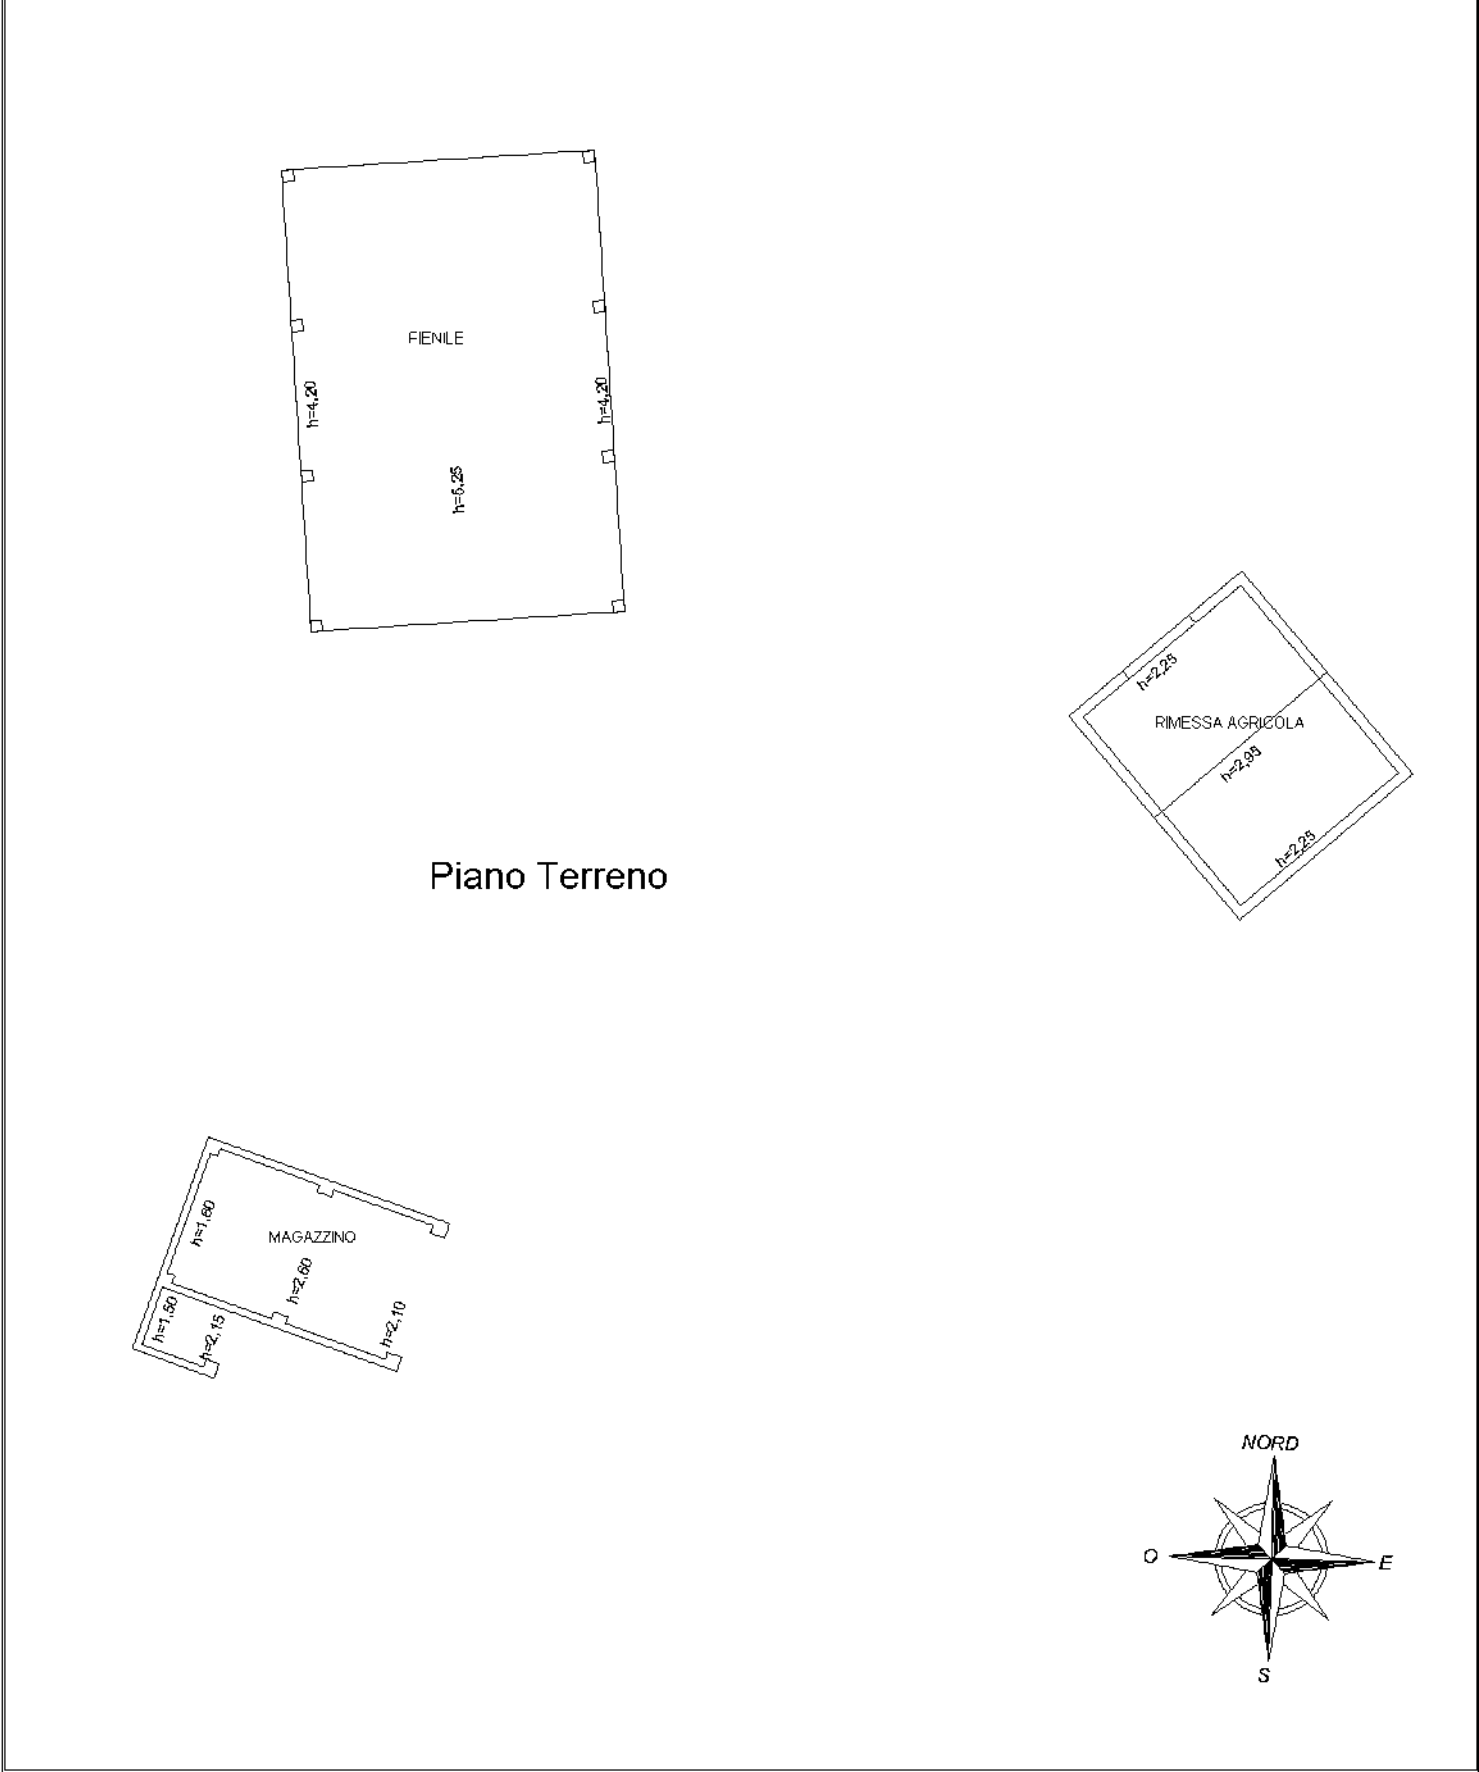 FIENILE
h=4,20
h=4,20
h=5,25
h=2,25
RIMESSA AGRICOLA
h=2,95
h=2,25
Piano Terreno
h=1,60
MAGAZZINO
h=2,60
h=1,50
h=2,15
h=2,10
NORD
O
E
S